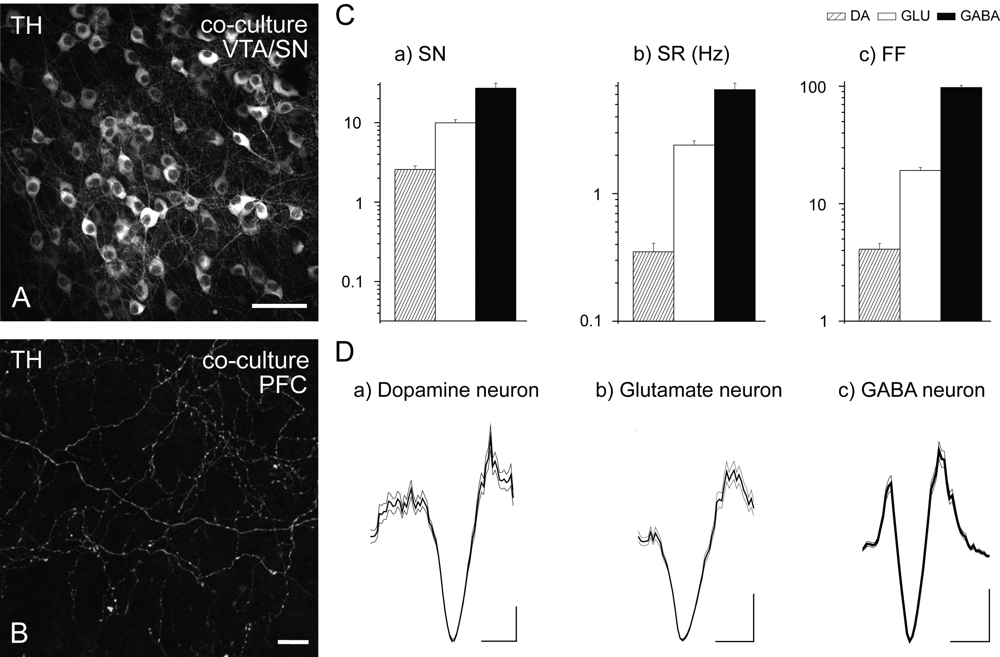 TH
co-culture
VTA/SN
A
TH
co-culture
PFC
B
C
DA GLU GABA
a) SN
10
1
0.1
b) SR (Hz)
1
0.1
c) FF
100
10
1
D
a) Dopamine neuron
b) Glutamate neuron
c) GABA neuron